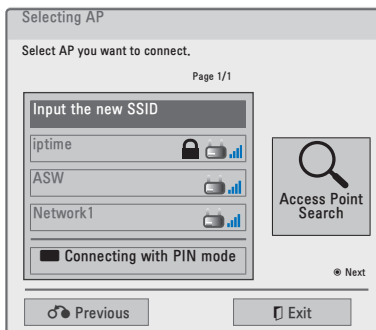 Selecting AP
Select AP you want to connect.
Page 1/1
Input the new SSID
iptime
ASW
Network1
Connecting with PIN mode
Access Point
Search
Next
Previous
Exit